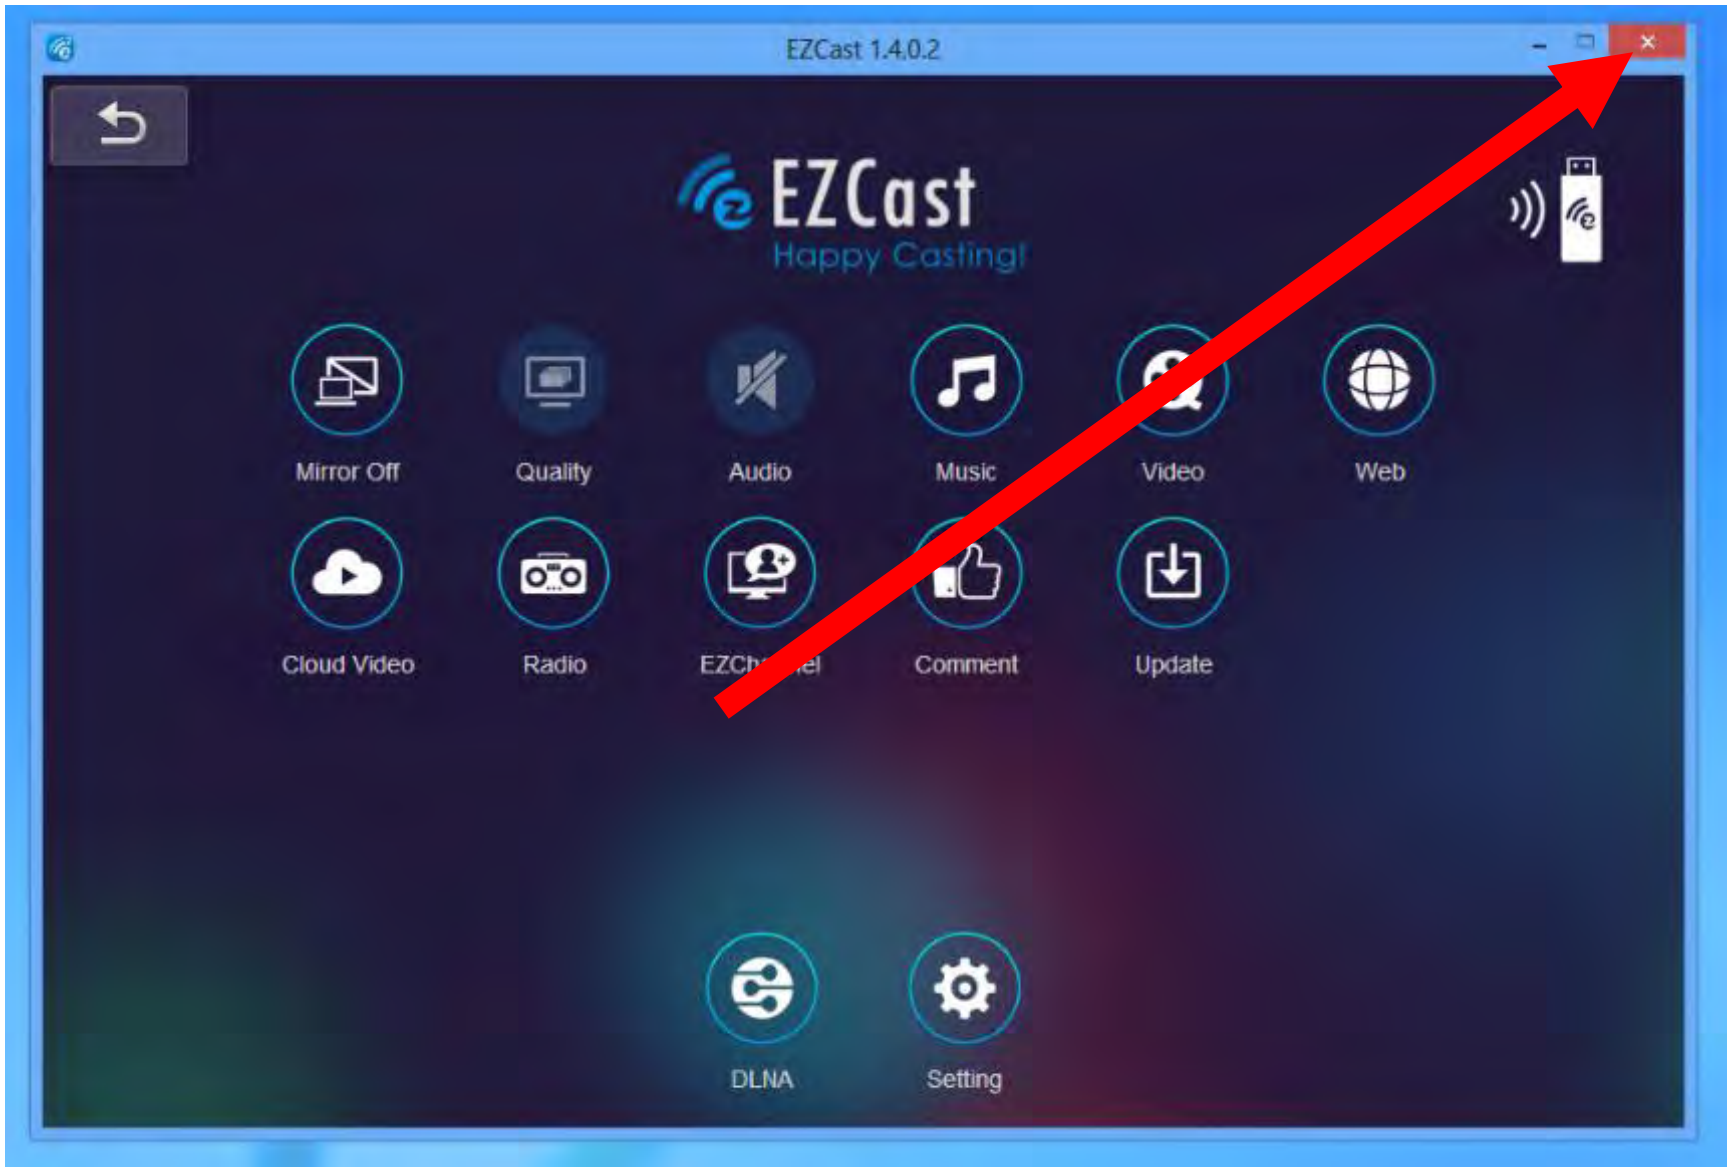 EZCast 1.4.0.2
EZCast
Happy Casting!
Mirror Off
Quality
Audio
Music
Video
Web
Cloud Video
Radio
EZChannel
Comment
Update
DLNA
Setting